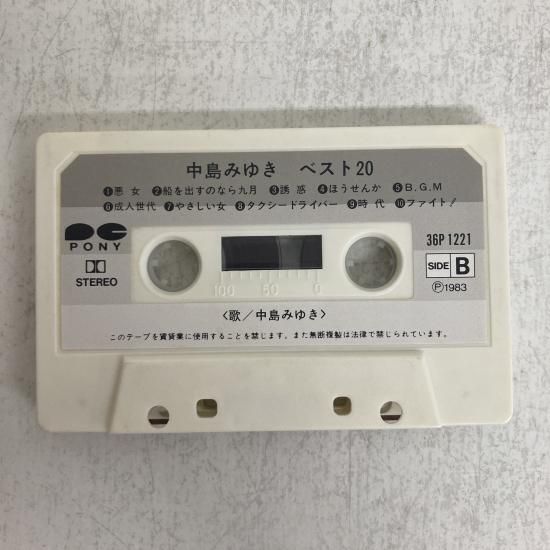 中島みゆき ベスト20
❶悪 女 ❷船を出すのなら九月 ❸誘 惑 ❹ほうせんか ❺B.G.M
❻成人世代 ❼やさしい女 ❽タクシードライバー ❾時 代 ❿ファイト!
PONY
36P1221
STEREO
100 50 0
SIDE B
Ⓟ1983
〈歌/中島みゆき〉
このテープを賃貸業に使用することを禁じます。また無断複製は法律で禁じられています。